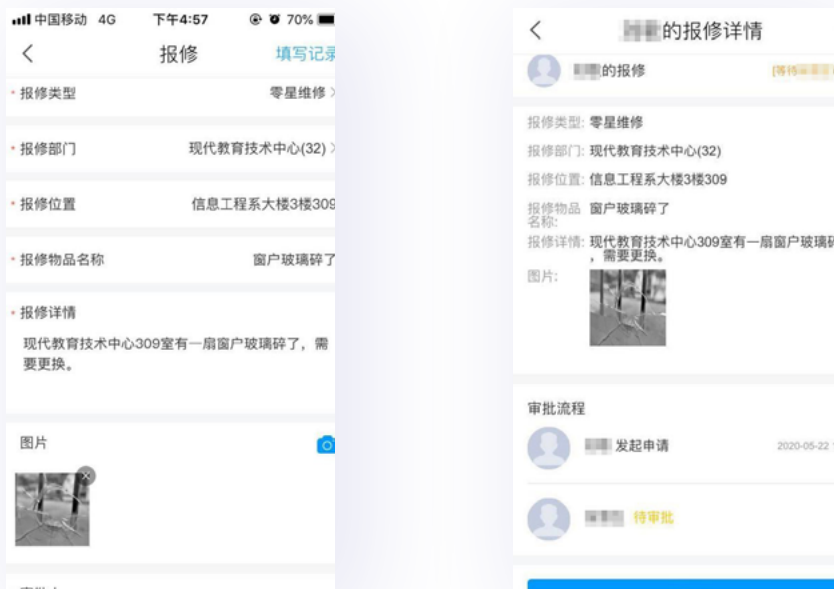 中国移动 4G 下午4:57 70%
报修 填写记录
* 报修类型 零星维修
* 报修部门 现代教育技术中心(32)
* 报修位置 信息工程系大楼3楼309
* 报修物品名称 窗户玻璃碎了
* 报修详情
现代教育技术中心309室有一扇窗户玻璃碎了，需
要更换。
图片
的报修详情
的报修 [等待
报修类型: 零星维修
报修部门: 现代教育技术中心(32)
报修位置: 信息工程系大楼3楼309
报修物品
名称: 窗户玻璃碎了
报修详情: 现代教育技术中心309室有一扇窗户玻璃碎
，需要更换。
图片:
审批流程
发起申请 2020-05-22
待审批